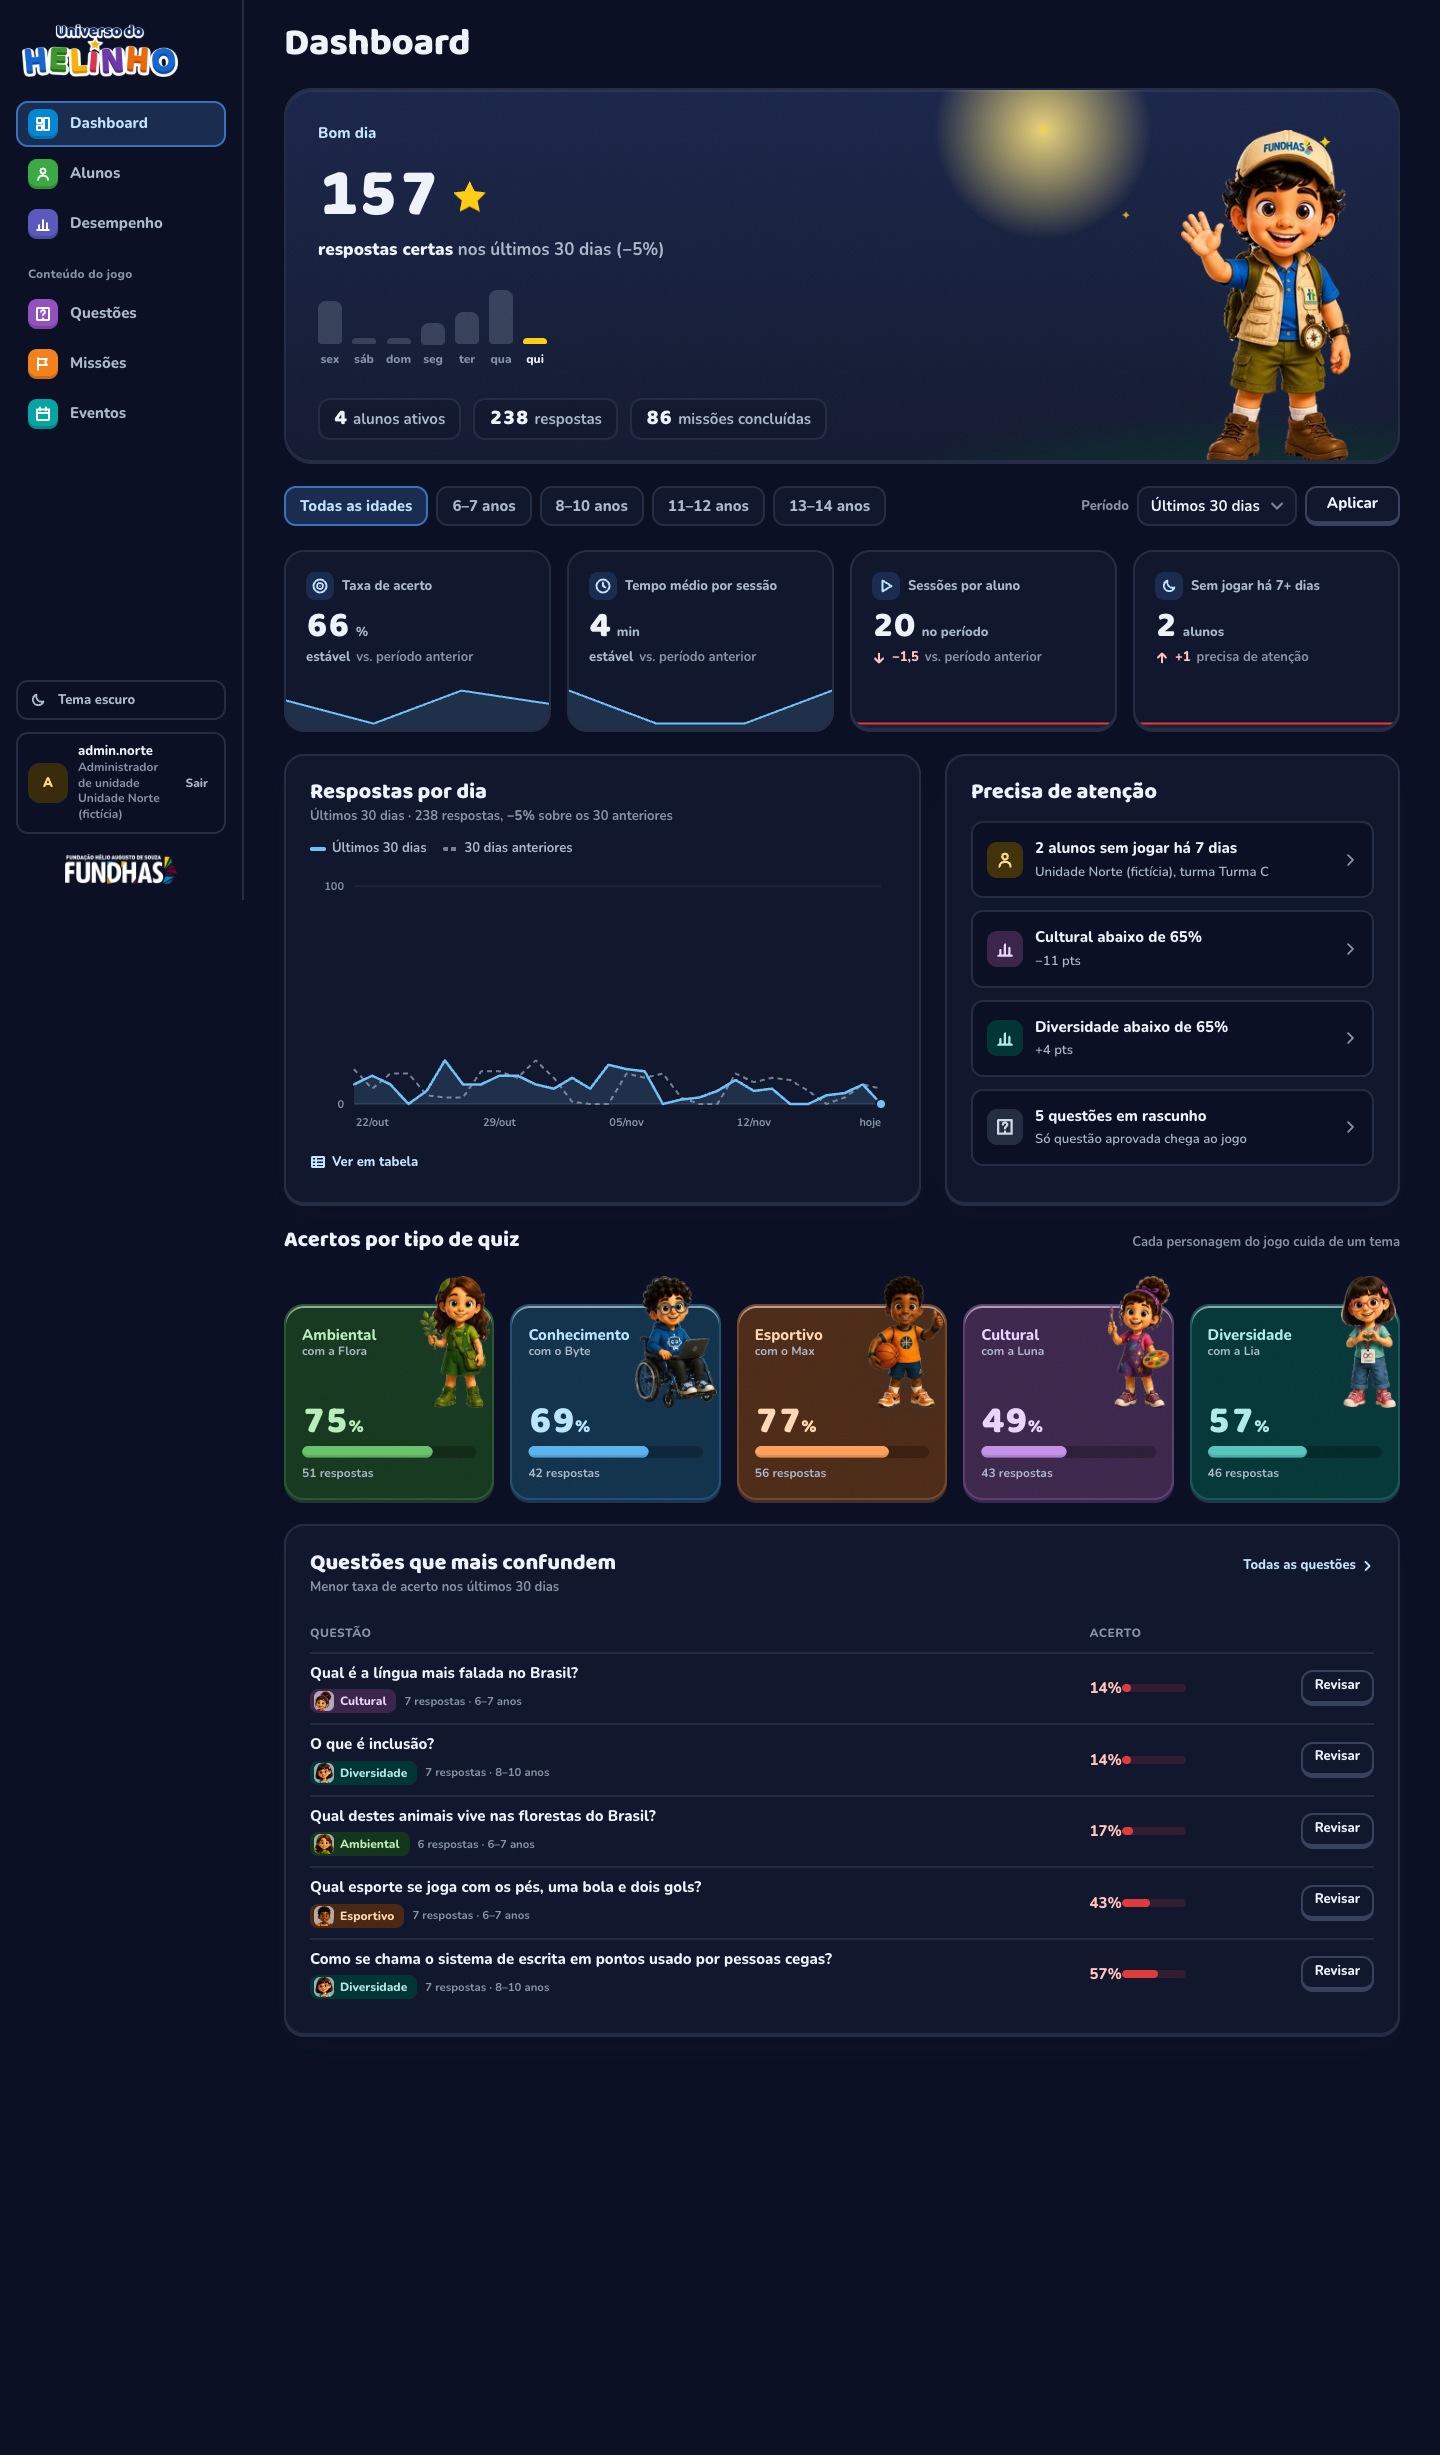 Universo do
HELINHO
Dashboard
Alunos
Desempenho
Conteúdo do jogo
Questões
Missões
Eventos
Tema escuro
A
admin.norte
Administrador
de unidade
Unidade Norte
(fictícia)
Sair
FUNDAÇÃO HÉLIO AUGUSTO DE SOUZA
FUNDHAS
Dashboard
Bom dia
157
respostas certas nos últimos 30 dias (−5%)
sex sáb dom seg ter qua qui
4 alunos ativos
238 respostas
86 missões concluídas
FUNDHAS
Todas as idades
6–7 anos
8–10 anos
11–12 anos
13–14 anos
Período
Últimos 30 dias
Aplicar
Taxa de acerto
66 %
estável vs. período anterior
Tempo médio por sessão
4 min
estável vs. período anterior
Sessões por aluno
20 no período
−1,5 vs. período anterior
Sem jogar há 7+ dias
2 alunos
+1 precisa de atenção
Respostas por dia
Últimos 30 dias · 238 respostas, −5% sobre os 30 anteriores
Últimos 30 dias
30 dias anteriores
100
0
22/out 29/out 05/nov 12/nov hoje
Ver em tabela
Precisa de atenção
2 alunos sem jogar há 7 dias
Unidade Norte (fictícia), turma Turma C
Cultural abaixo de 65%
−11 pts
Diversidade abaixo de 65%
+4 pts
5 questões em rascunho
Só questão aprovada chega ao jogo
Acertos por tipo de quiz
Cada personagem do jogo cuida de um tema
Ambiental
com a Flora
75%
51 respostas
Conhecimento
com o Byte
69%
42 respostas
Esportivo
com o Max
77%
56 respostas
Cultural
com a Luna
49%
43 respostas
Diversidade
com a Lia
57%
46 respostas
Questões que mais confundem
Menor taxa de acerto nos últimos 30 dias
Todas as questões
QUESTÃO
ACERTO
Qual é a língua mais falada no Brasil?
Cultural
7 respostas · 6–7 anos
14%
Revisar
O que é inclusão?
Diversidade
7 respostas · 8–10 anos
14%
Revisar
Qual destes animais vive nas florestas do Brasil?
Ambiental
6 respostas · 6–7 anos
17%
Revisar
Qual esporte se joga com os pés, uma bola e dois gols?
Esportivo
7 respostas · 6–7 anos
43%
Revisar
Como se chama o sistema de escrita em pontos usado por pessoas cegas?
Diversidade
7 respostas · 8–10 anos
57%
Revisar